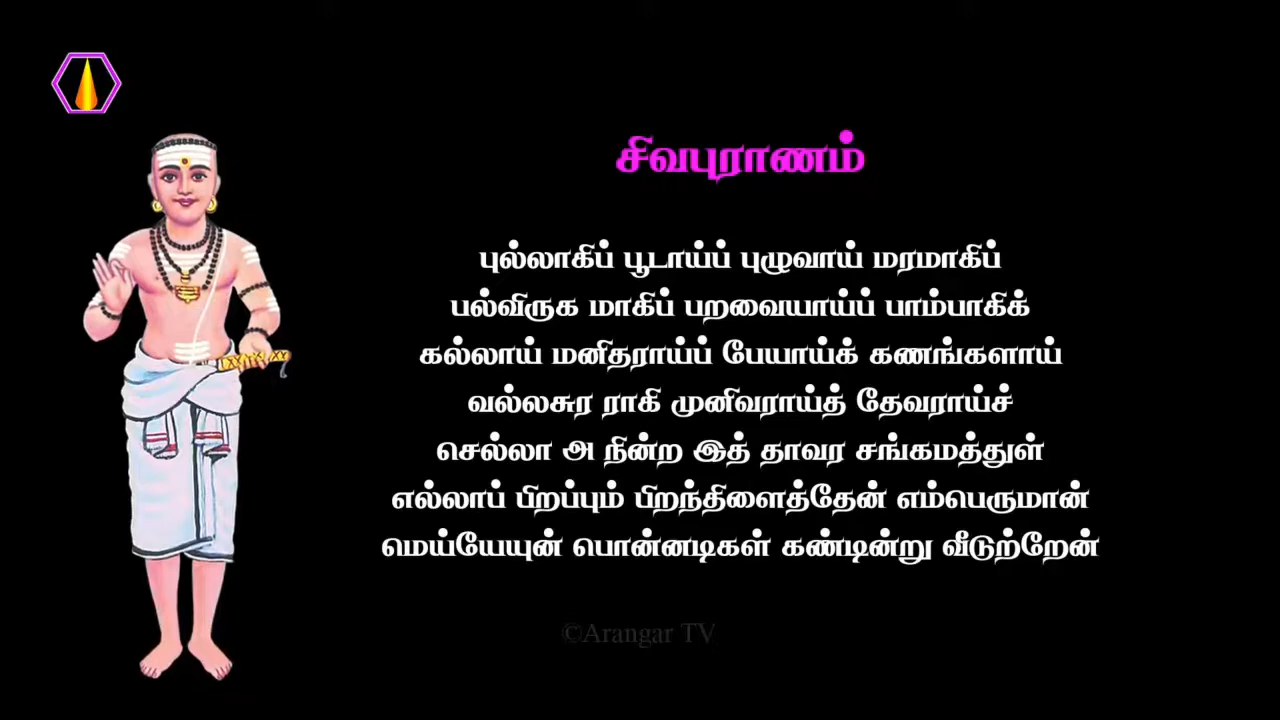 சிவபுராணம்
புல்லாகிப் பூடாய்ப் புழுவாய் மரமாகிப்
பல்விருக மாகிப் பறவையாய்ப் பாம்பாகிக்
கல்லாய் மனிதராய்ப் பேயாய்க் கணங்களாய்
வல்லசுர ராகி முனிவராய்த் தேவராய்ச்
செல்லா அ நின்ற இத் தாவர சங்கமத்துள்
எல்லாப் பிறப்பும் பிறந்திளைத்தேன் எம்பெருமான்
மெய்யேயுன் பொன்னடிகள் கண்டின்று வீடுற்றேன்
©Arangar TV